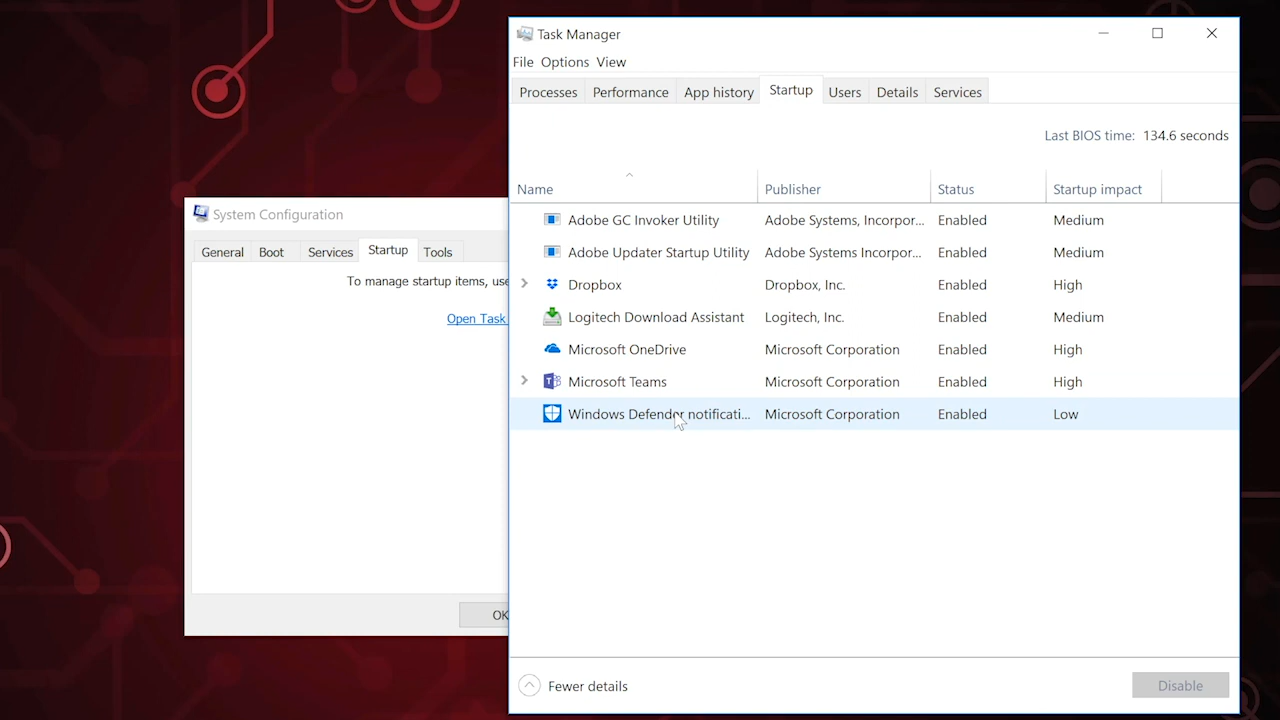 Task Manager
File Options View
Processes Performance App history Startup Users Details Services
Last BIOS time: 134.6 seconds
Name Publisher Status Startup impact
Adobe GC Invoker Utility Adobe Systems, Incorpor... Enabled Medium
Adobe Updater Startup Utility Adobe Systems Incorpor... Enabled Medium
Dropbox Dropbox, Inc. Enabled High
Logitech Download Assistant Logitech, Inc. Enabled Medium
Microsoft OneDrive Microsoft Corporation Enabled High
Microsoft Teams Microsoft Corporation Enabled High
Windows Defender notificati... Microsoft Corporation Enabled Low
Fewer details Disable
System Configuration
General Boot Services Startup Tools
To manage startup items, use
Open Task
OK